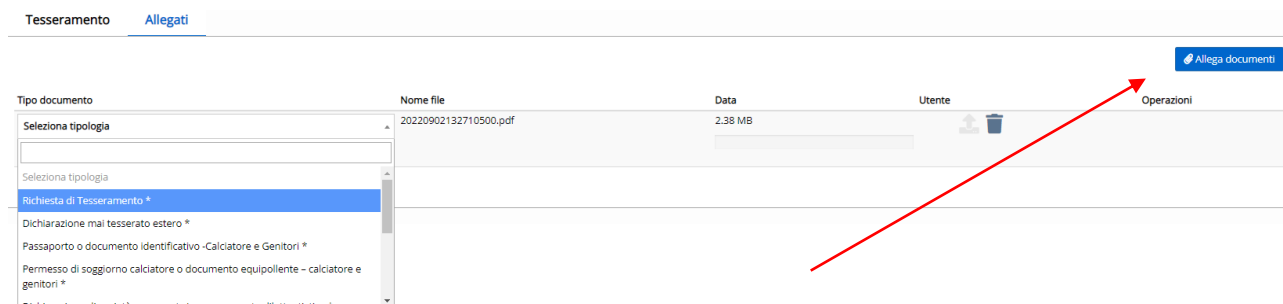 Tesseramento Allegati
Allega documenti
Tipo documento Nome file Data Utente Operazioni
Seleziona tipologia 20220902132710500.pdf 2.38 MB
Seleziona tipologia
Richiesta di Tesseramento *
Dichiarazione mai tesserato estero *
Passaporto o documento identificativo -Calciatore e Genitori *
Permesso di soggiorno calciatore o documento equipollente – calciatore e
genitori *